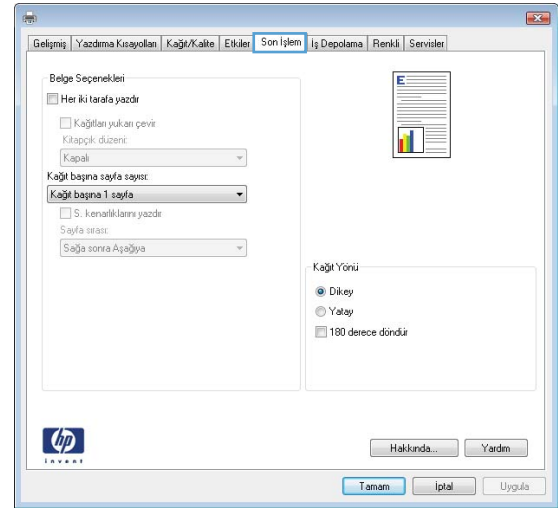 Gelişmiş Yazdırma Kısayolları Kağıt/Kalite Etkiler Son İşlem İş Depolama Renkli Servisler
Belge Seçenekleri
Her iki tarafa yazdır
Kağıtları yukarı çevir
Kitapçık düzeni:
Kapalı
Kağıt başına sayfa sayısı:
Kağıt başına 1 sayfa
S. kenarlıklarını yazdır
Sayfa sırası:
Sağa sonra Aşağıya
E
Kağıt Yönü
Dikey
Yatay
180 derece döndür
hp
invent
Hakkında... Yardım
Tamam İptal Uygula